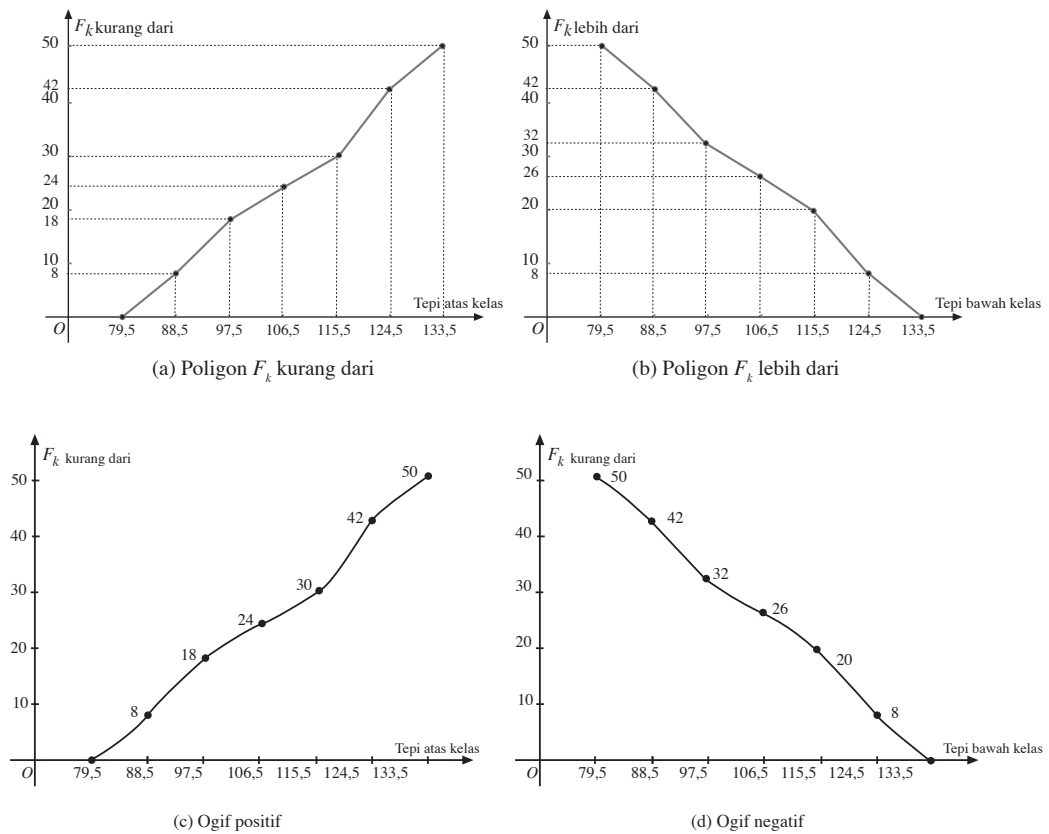 F_k kurang dari
50
42
40
30
24
20
18
10
8
Tepi atas kelas
O
79,5 88,5 97,5 106,5 115,5 124,5 133,5
(a) Poligon F_k kurang dari
F_k lebih dari
50
42
40
32
30
26
20
10
8
Tepi bawah kelas
O
79,5 88,5 97,5 106,5 115,5 124,5 133,5
(b) Poligon F_k lebih dari
F_k kurang dari
50
50
42
40
30
30
24
20
18
10
8
Tepi atas kelas
O
79,5 88,5 97,5 106,5 115,5 124,5 133,5
(c) Ogif positif
F_k kurang dari
50
50
42
40
32
30
26
20
20
10
8
Tepi bawah kelas
O
79,5 88,5 97,5 106,5 115,5 124,5 133,5
(d) Ogif negatif